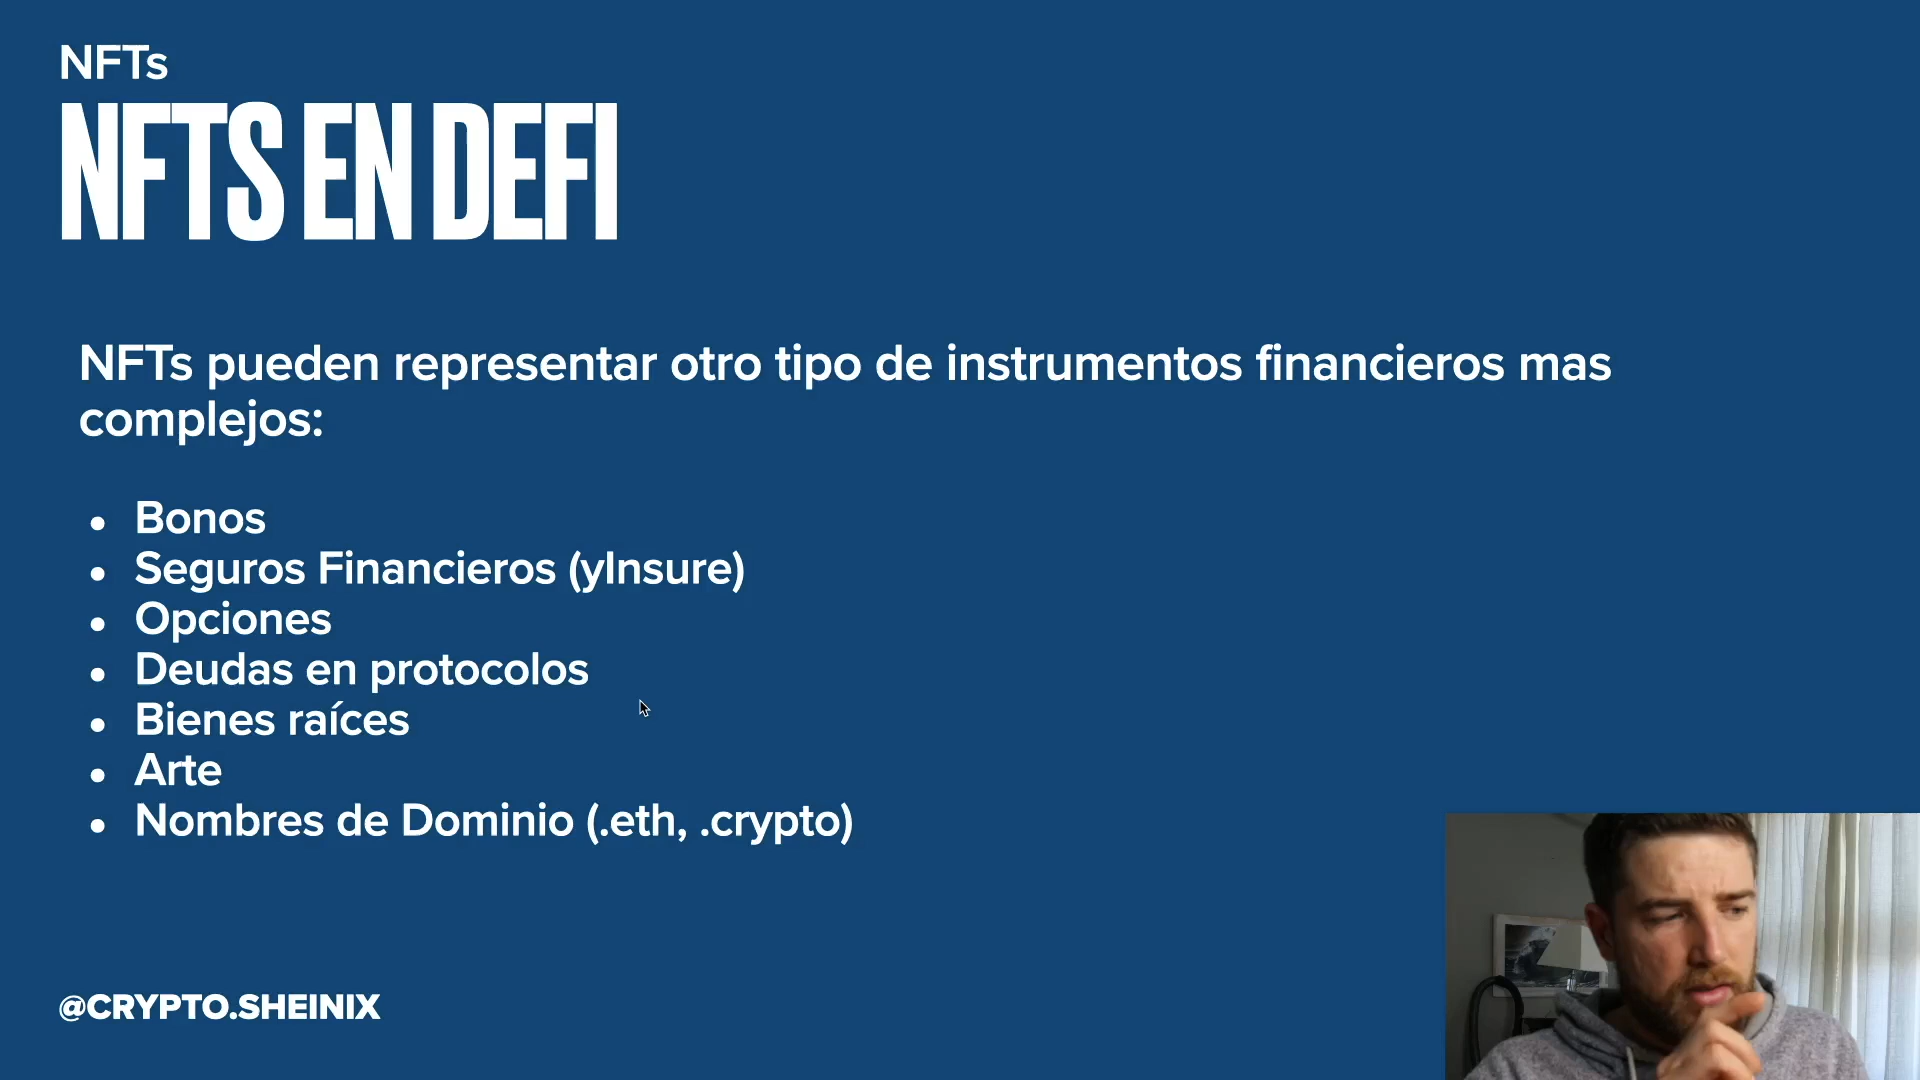 NFTs
NFTS EN DEFI
NFTs pueden representar otro tipo de instrumentos financieros mas
complejos:
• Bonos
• Seguros Financieros (yInsure)
• Opciones
• Deudas en protocolos
• Bienes raíces
• Arte
• Nombres de Dominio (.eth, .crypto)
@CRYPTO.SHEINIX